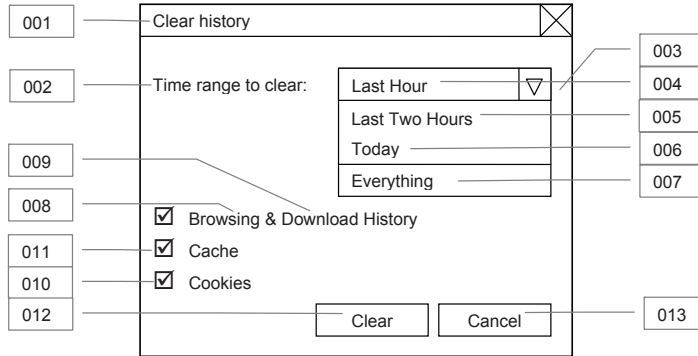 001 Clear history
003
002 Time range to clear: Last Hour 004
Last Two Hours 005
Today 006
009
Everything 007
008 Browsing & Download History
011 Cache
010 Cookies
012 Clear Cancel 013